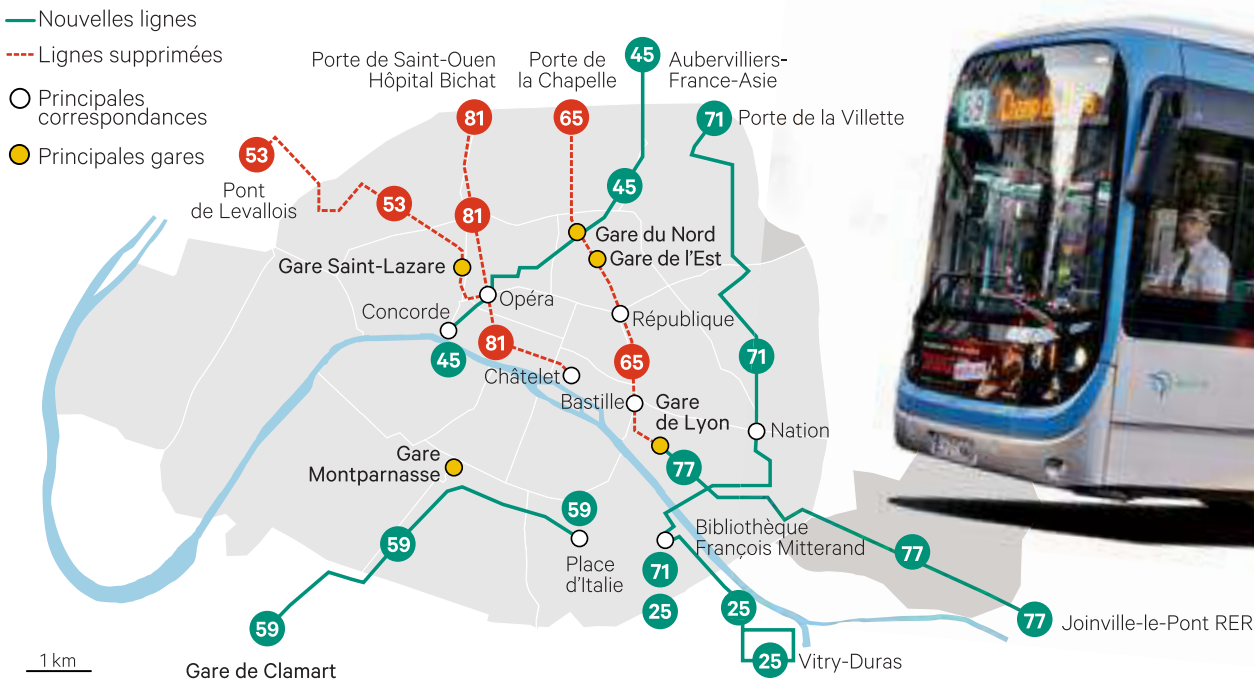 Nouvelles lignes
Lignes supprimées
Principales
correspondances
Principales gares
Porte de Saint-Ouen
Hôpital Bichat
Porte de
la Chapelle
45
Aubervilliers-
France-Asie
81
65
71
Porte de la Villette
53
Pont
de Levallois
53
81
45
Gare du Nord
Gare de l'Est
Gare Saint-Lazare
Opéra
Concorde
République
45
81
65
71
Châtelet
Bastille
Gare
de Lyon
Nation
Gare
Montparnasse
77
59
59
Place
d'Italie
Bibliothèque
François Mitterand
77
71
25
25
59
77
Joinville-le-Pont RER
25
Vitry-Duras
Gare de Clamart
1 km